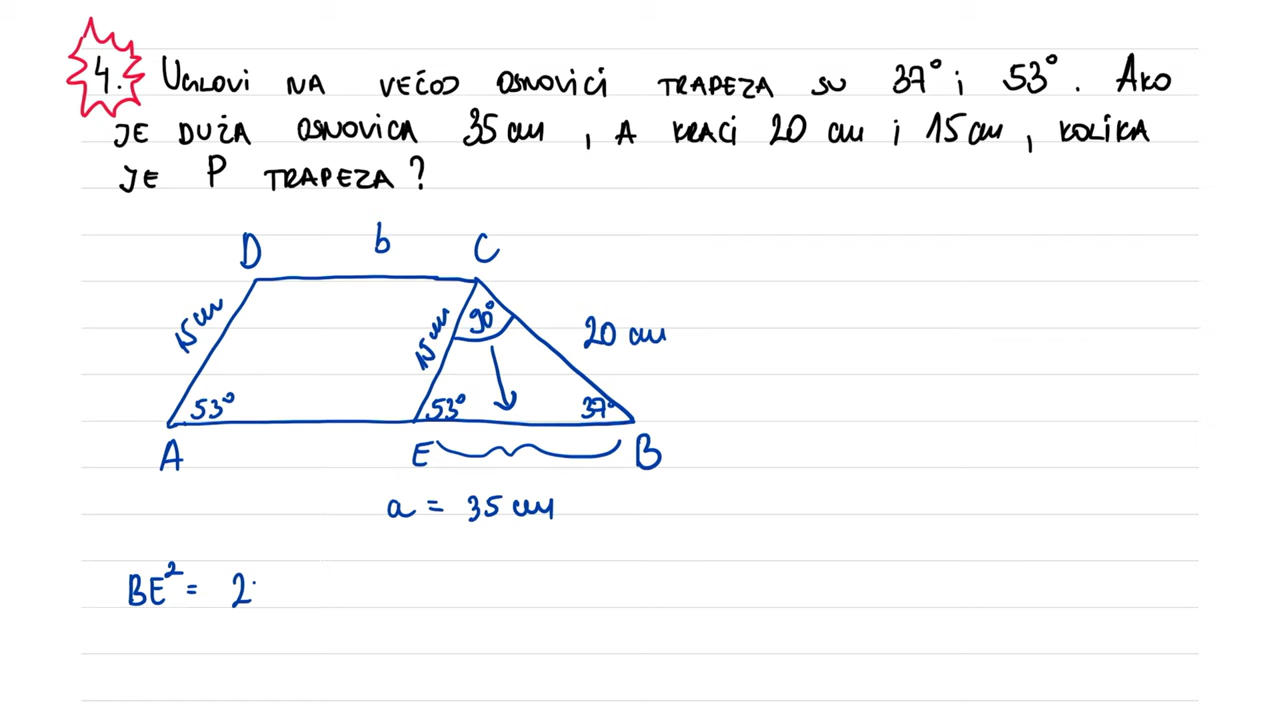 4. UGLOVI NA VEĆOJ OSNOVICI TRAPEZA SU 37° i 53°. AKO
JE DUŽA OSNOVICA 35 cm, A KRACI 20 cm i 15 cm, KOLIKA
JE P TRAPEZA?
D b C
15 cm 15 cm 90° 20 cm
53° 53° 37°
A E B
a = 35 cm
BE² = 2